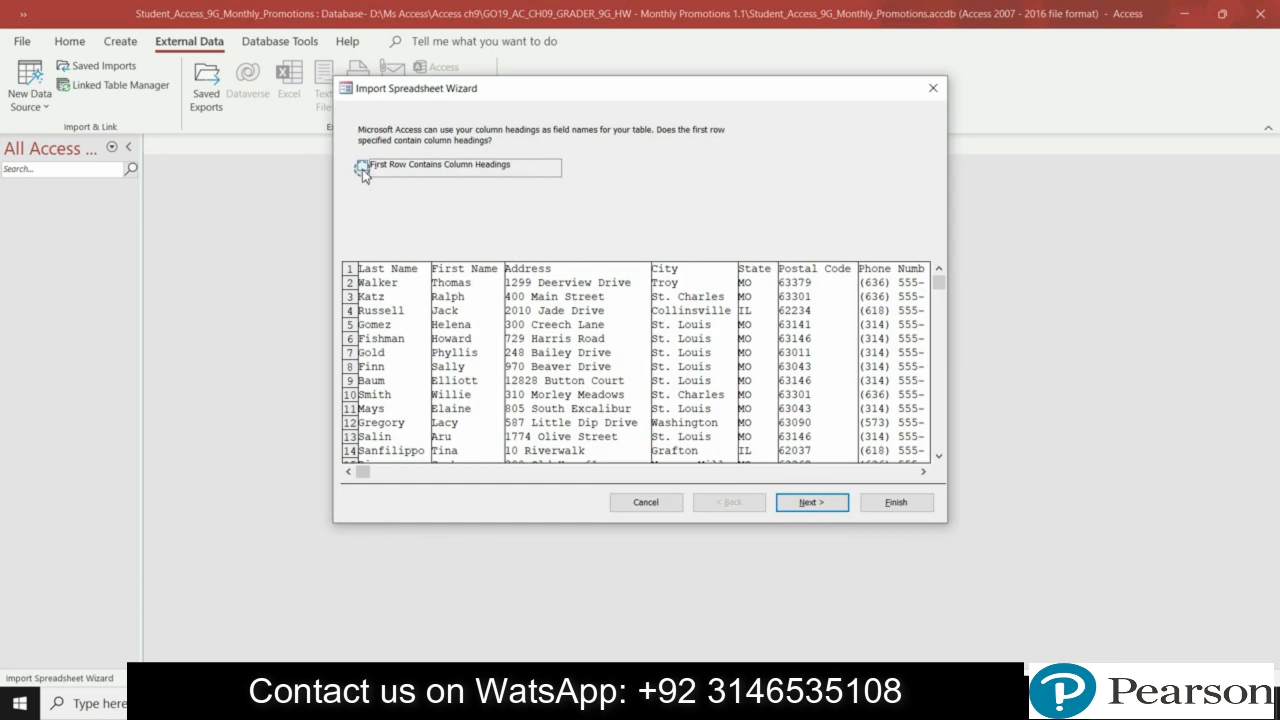 Student_Access_9G_Monthly_Promotions : Database- D:\Ms Access\Access ch9\GO19_AC_CH09_GRADER_9G_HW - Monthly Promotions 1.1\Student_Access_9G_Monthly_Promotions.accdb (Access 2007 - 2016 file format) - Access
File Home Create External Data Database Tools Help Tell me what you want to do
New Data Source
Saved Imports
Linked Table Manager
Import & Link
Saved Exports
Dataverse
Excel
Text File
Access
All Access ...
Search...
Import Spreadsheet Wizard
Microsoft Access can use your column headings as field names for your table. Does the first row
specified contain column headings?
First Row Contains Column Headings
1 Last Name First Name Address City State Postal Code Phone Numb
2 Walker Thomas 1299 Deerview Drive Troy MO 63379 (636) 555-
3 Katz Ralph 400 Main Street St. Charles MO 63301 (636) 555-
4 Russell Jack 2010 Jade Drive Collinsville IL 62234 (618) 555-
5 Gomez Helena 300 Creech Lane St. Louis MO 63141 (314) 555-
6 Fishman Howard 729 Harris Road St. Louis MO 63146 (314) 555-
7 Gold Phyllis 248 Bailey Drive St. Louis MO 63011 (314) 555-
8 Finn Sally 970 Beaver Drive St. Louis MO 63043 (314) 555-
9 Baum Elliott 12828 Button Court St. Louis MO 63146 (314) 555-
10 Smith Willie 310 Morley Meadows St. Charles MO 63301 (636) 555-
11 Mays Elaine 805 South Excalibur St. Louis MO 63043 (314) 555-
12 Gregory Lacy 587 Little Dip Drive Washington MO 63090 (573) 555-
13 Salin Aru 1774 Olive Street St. Louis MO 63146 (314) 555-
14 Sanfilippo Tina 10 Riverwalk Grafton IL 62037 (618) 555-
Cancel < Back Next > Finish
import Spreadsheet Wizard
Type here
Contact us on WatsApp: +92 3146535108
Pearson